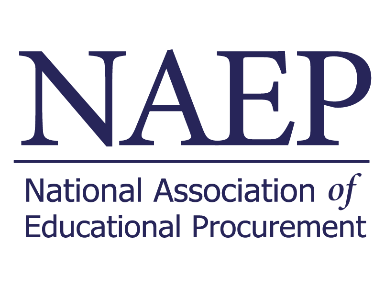 NAEP
National Association of
Educational Procurement